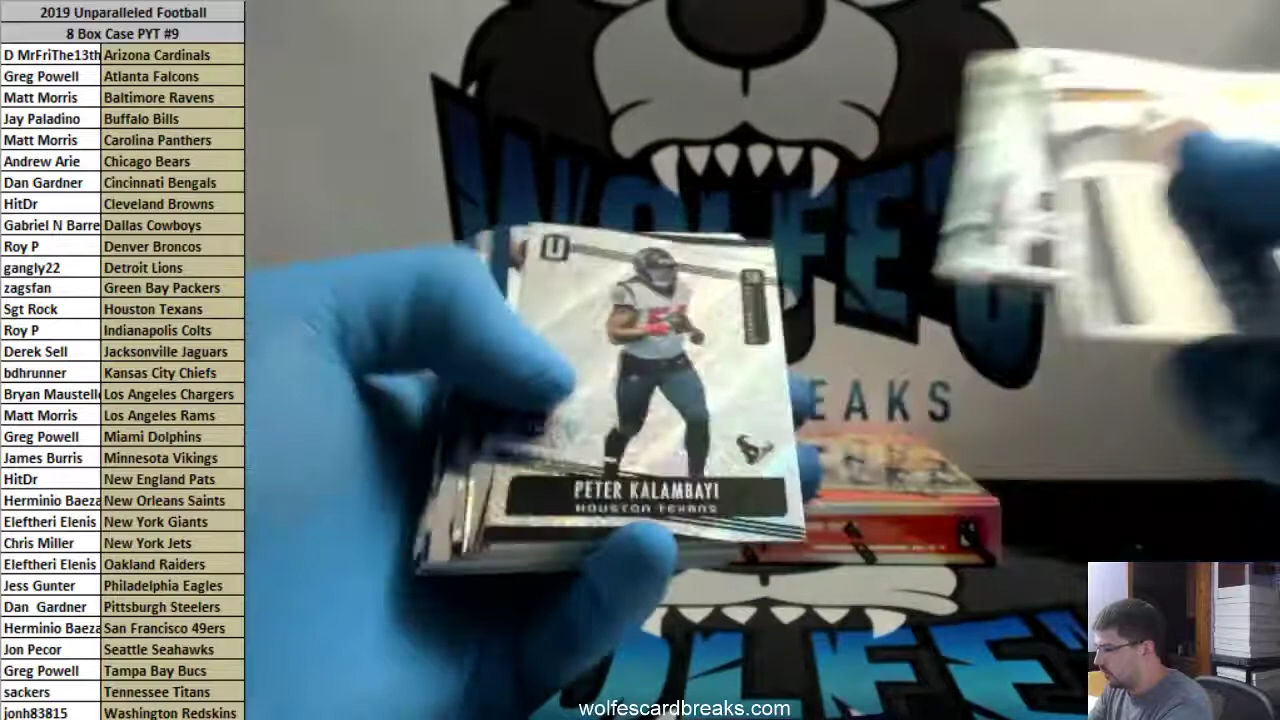 2019 Unparalleled Football
8 Box Case PYT #9
D MrFriThe13th Arizona Cardinals
Greg Powell Atlanta Falcons
Matt Morris Baltimore Ravens
Jay Paladino Buffalo Bills
Matt Morris Carolina Panthers
Andrew Arie Chicago Bears
Dan Gardner Cincinnati Bengals
HitDr Cleveland Browns
Gabriel N Barre Dallas Cowboys
Roy P Denver Broncos
gangly22 Detroit Lions
zagsfan Green Bay Packers
Sgt Rock Houston Texans
Roy P Indianapolis Colts
Derek Sell Jacksonville Jaguars
bdhrunner Kansas City Chiefs
Bryan Maustelle Los Angeles Chargers
Matt Morris Los Angeles Rams
Greg Powell Miami Dolphins
James Burris Minnesota Vikings
HitDr New England Pats
Herminio Baeza New Orleans Saints
Eleftheri Elenis New York Giants
Chris Miller New York Jets
Eleftheri Elenis Oakland Raiders
Jess Gunter Philadelphia Eagles
Dan Gardner Pittsburgh Steelers
Herminio Baeza San Francisco 49ers
Jon Pecor Seattle Seahawks
Greg Powell Tampa Bay Bucs
sackers Tennessee Titans
jonh83815 Washington Redskins
WOLFE'S
EAKS
U
PETER KALAMBAYI
HOUSTON TEXANS
OLFE'
wolfescardbreaks.com